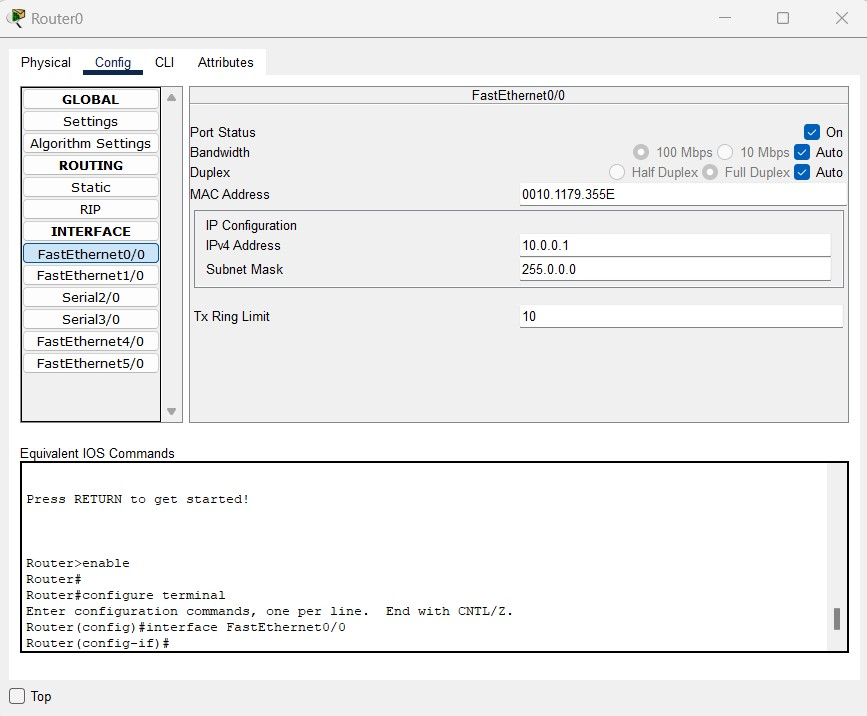 Router0
Physical Config CLI Attributes
GLOBAL
Settings
Algorithm Settings
ROUTING
Static
RIP
INTERFACE
FastEthernet0/0
FastEthernet1/0
Serial2/0
Serial3/0
FastEthernet4/0
FastEthernet5/0
FastEthernet0/0
Port Status On
Bandwidth 100 Mbps 10 Mbps Auto
Duplex Half Duplex Full Duplex Auto
MAC Address 0010.1179.355E
IP Configuration
IPv4 Address 10.0.0.1
Subnet Mask 255.0.0.0
Tx Ring Limit 10
Equivalent IOS Commands
Press RETURN to get started!
Router>enable
Router#
Router#configure terminal
Enter configuration commands, one per line.  End with CNTL/Z.
Router(config)#interface FastEthernet0/0
Router(config-if)#
Top